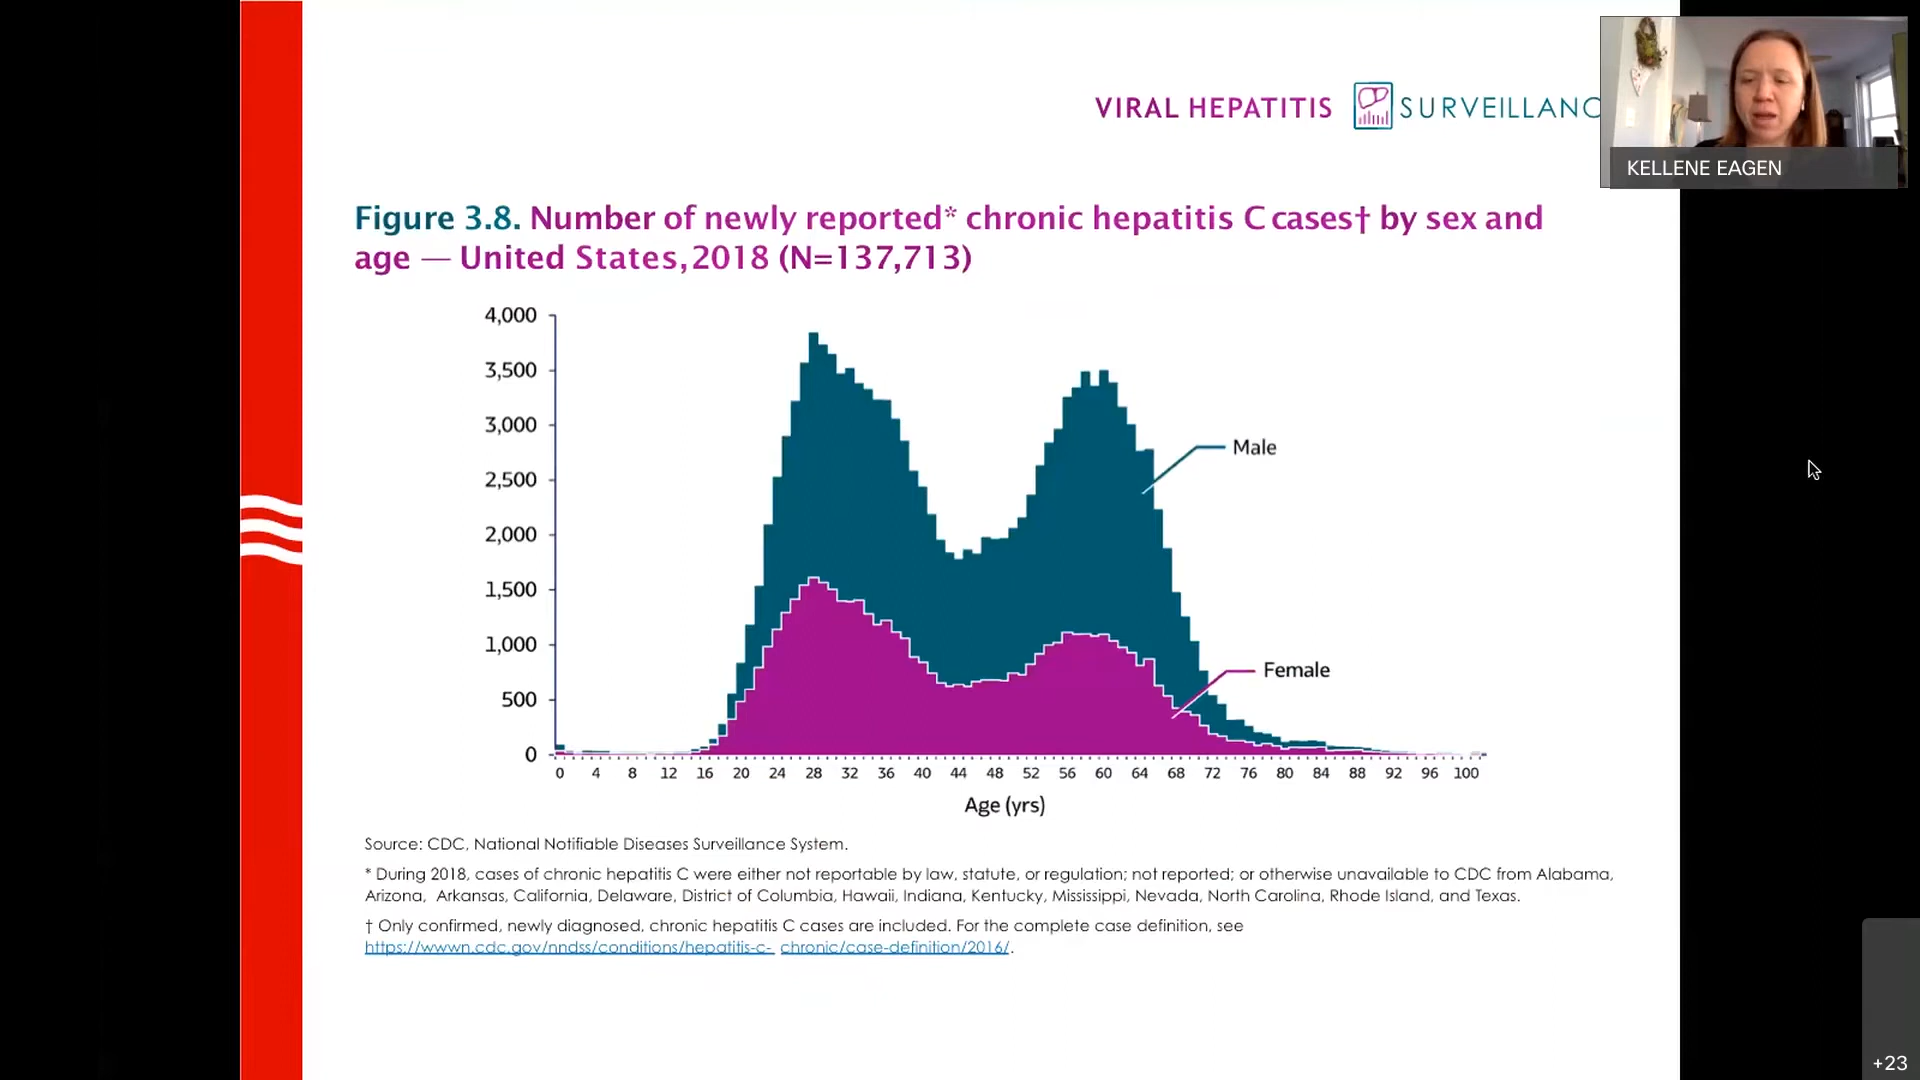 VIRAL HEPATITIS SURVEILLANC
KELLENE EAGEN
Figure 3.8. Number of newly reported* chronic hepatitis C cases† by sex and
age — United States, 2018 (N=137,713)
4,000
3,500
3,000
2,500
2,000
1,500
1,000
500
0
Male
Female
0 4 8 12 16 20 24 28 32 36 40 44 48 52 56 60 64 68 72 76 80 84 88 92 96 100
Age (yrs)
Source: CDC, National Notifiable Diseases Surveillance System.
* During 2018, cases of chronic hepatitis C were either not reportable by law, statute, or regulation; not reported; or otherwise unavailable to CDC from Alabama,
Arizona, Arkansas, California, Delaware, District of Columbia, Hawaii, Indiana, Kentucky, Mississippi, Nevada, North Carolina, Rhode Island, and Texas.
† Only confirmed, newly diagnosed, chronic hepatitis C cases are included. For the complete case definition, see
https://wwwn.cdc.gov/nndss/conditions/hepatitis-c- chronic/case-definition/2016/.
+23